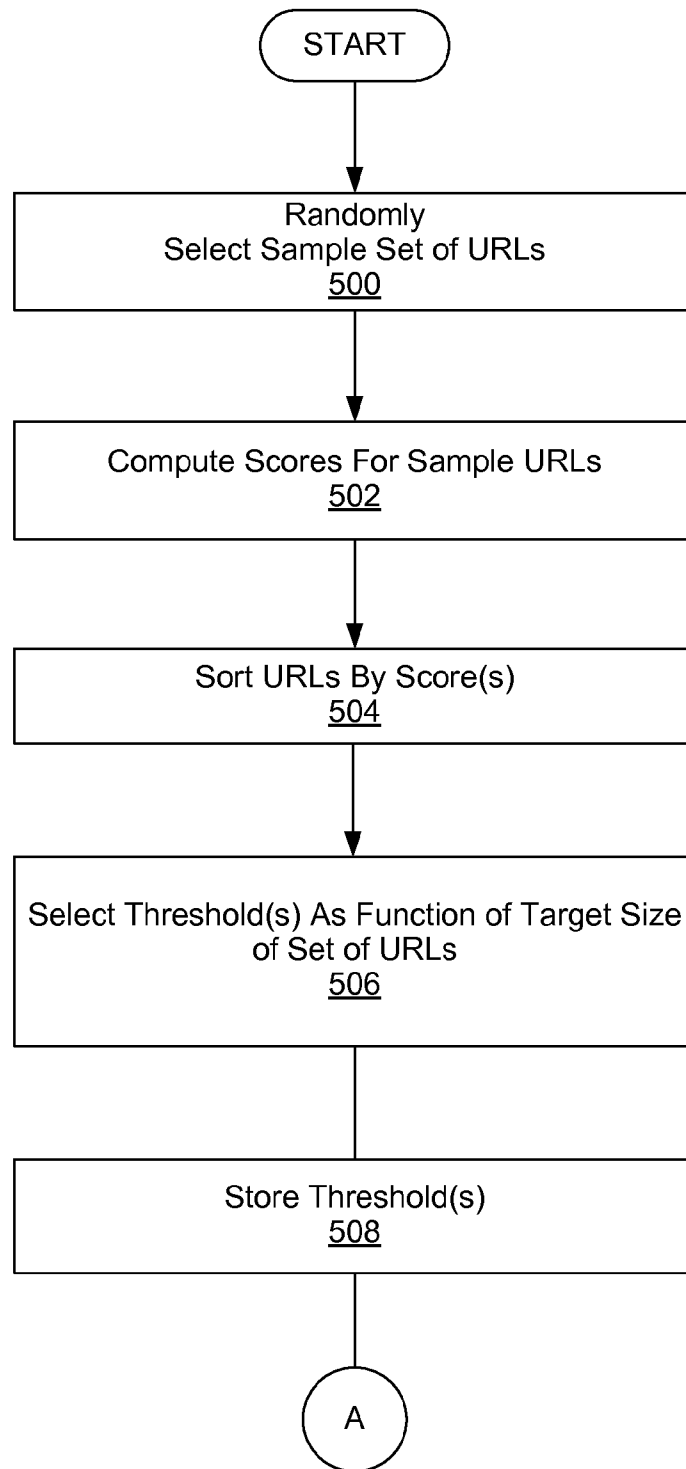 START
Randomly
Select Sample Set of URLs
500
Compute Scores For Sample URLs
502
Sort URLs By Score(s)
504
Select Threshold(s) As Function of Target Size
of Set of URLs
506
Store Threshold(s)
508
A